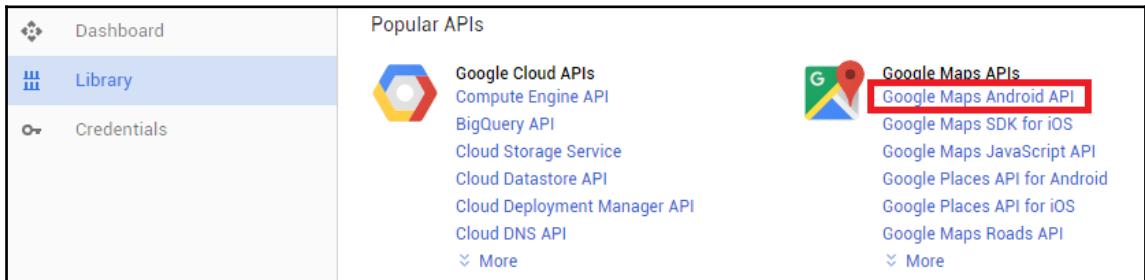 Dashboard
Library
Credentials
Popular APIs
Google Cloud APIs
Compute Engine API
BigQuery API
Cloud Storage Service
Cloud Datastore API
Cloud Deployment Manager API
Cloud DNS API
More
G
Google Maps APIs
Google Maps Android API
Google Maps SDK for iOS
Google Maps JavaScript API
Google Places API for Android
Google Places API for iOS
Google Maps Roads API
More